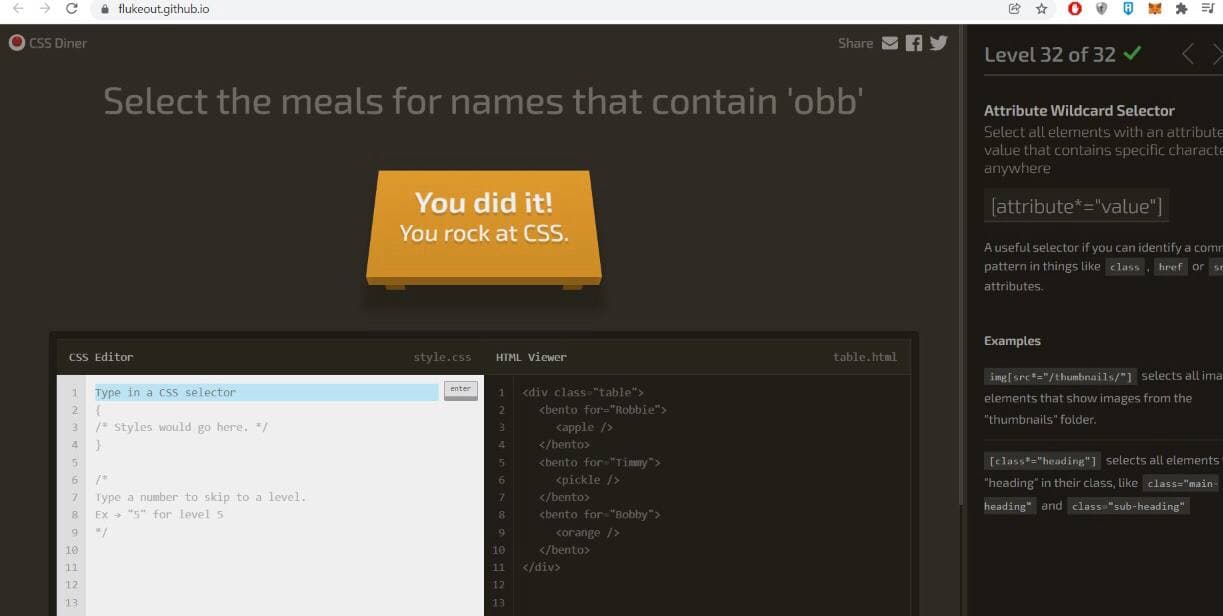 flukeout.github.io
CSS Diner
Share
Select the meals for names that contain 'obb'
You did it!
You rock at CSS.
CSS Editor style.css
1 Type in a CSS selector enter
2 {
3 /* Styles would go here. */
4 }
5
6 /*
7 Type a number to skip to a level.
8 Ex → "5" for level 5
9 */
10
11
12
13
HTML Viewer table.html
1 <div class="table">
2 <bento for="Robbie">
3 <apple />
4 </bento>
5 <bento for="Timmy">
6 <pickle />
7 </bento>
8 <bento for="Bobby">
9 <orange />
10 </bento>
11 </div>
12
13
Level 32 of 32
Attribute Wildcard Selector
Select all elements with an attribute
value that contains specific characte
anywhere
[attribute*="value"]
A useful selector if you can identify a com
pattern in things like class , href or sr
attributes.
Examples
img[src*="/thumbnails/"] selects all ima
elements that show images from the
"thumbnails" folder.
[class*="heading"] selects all elements
"heading" in their class, like class="main-
heading" and class="sub-heading"